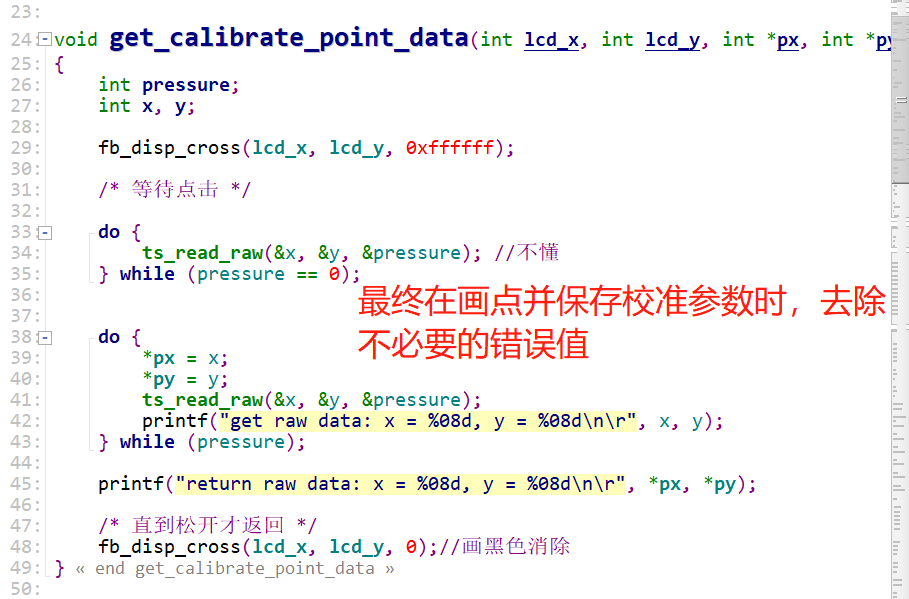 23:
24: void get_calibrate_point_data(int lcd_x, int lcd_y, int *px, int *py
25: {
26: int pressure;
27: int x, y;
28:
29: fb_disp_cross(lcd_x, lcd_y, 0xffffff);
30:
31: /* 等待点击 */
32:
33: do {
34: ts_read_raw(&x, &y, &pressure); //不懂
35: } while (pressure == 0);
36:
最终在画点并保存校准参数时，去除
37:
不必要的错误值
38: do {
39: *px = x;
40: *py = y;
41: ts_read_raw(&x, &y, &pressure);
42: printf("get raw data: x = %08d, y = %08d\n\r", x, y);
43: } while (pressure);
44:
45: printf("return raw data: x = %08d, y = %08d\n\r", *px, *py);
46:
47: /* 直到松开才返回 */
48: fb_disp_cross(lcd_x, lcd_y, 0);//画黑色消除
49: } « end get_calibrate_point_data »
50: